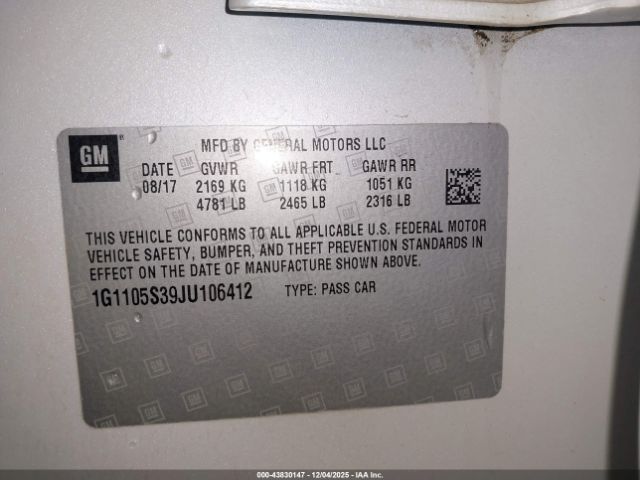 GM
MFD BY GENERAL MOTORS LLC
DATE GVWR GAWR FRT GAWR RR
08/17 2169 KG 1118 KG 1051 KG
4781 LB 2465 LB 2316 LB
THIS VEHICLE CONFORMS TO ALL APPLICABLE U.S. FEDERAL MOTOR
VEHICLE SAFETY, BUMPER, AND THEFT PREVENTION STANDARDS IN
EFFECT ON THE DATE OF MANUFACTURE SHOWN ABOVE.
1G1105S39JU106412 TYPE: PASS CAR
000-43830147 - 12/04/2025 - IAA Inc.